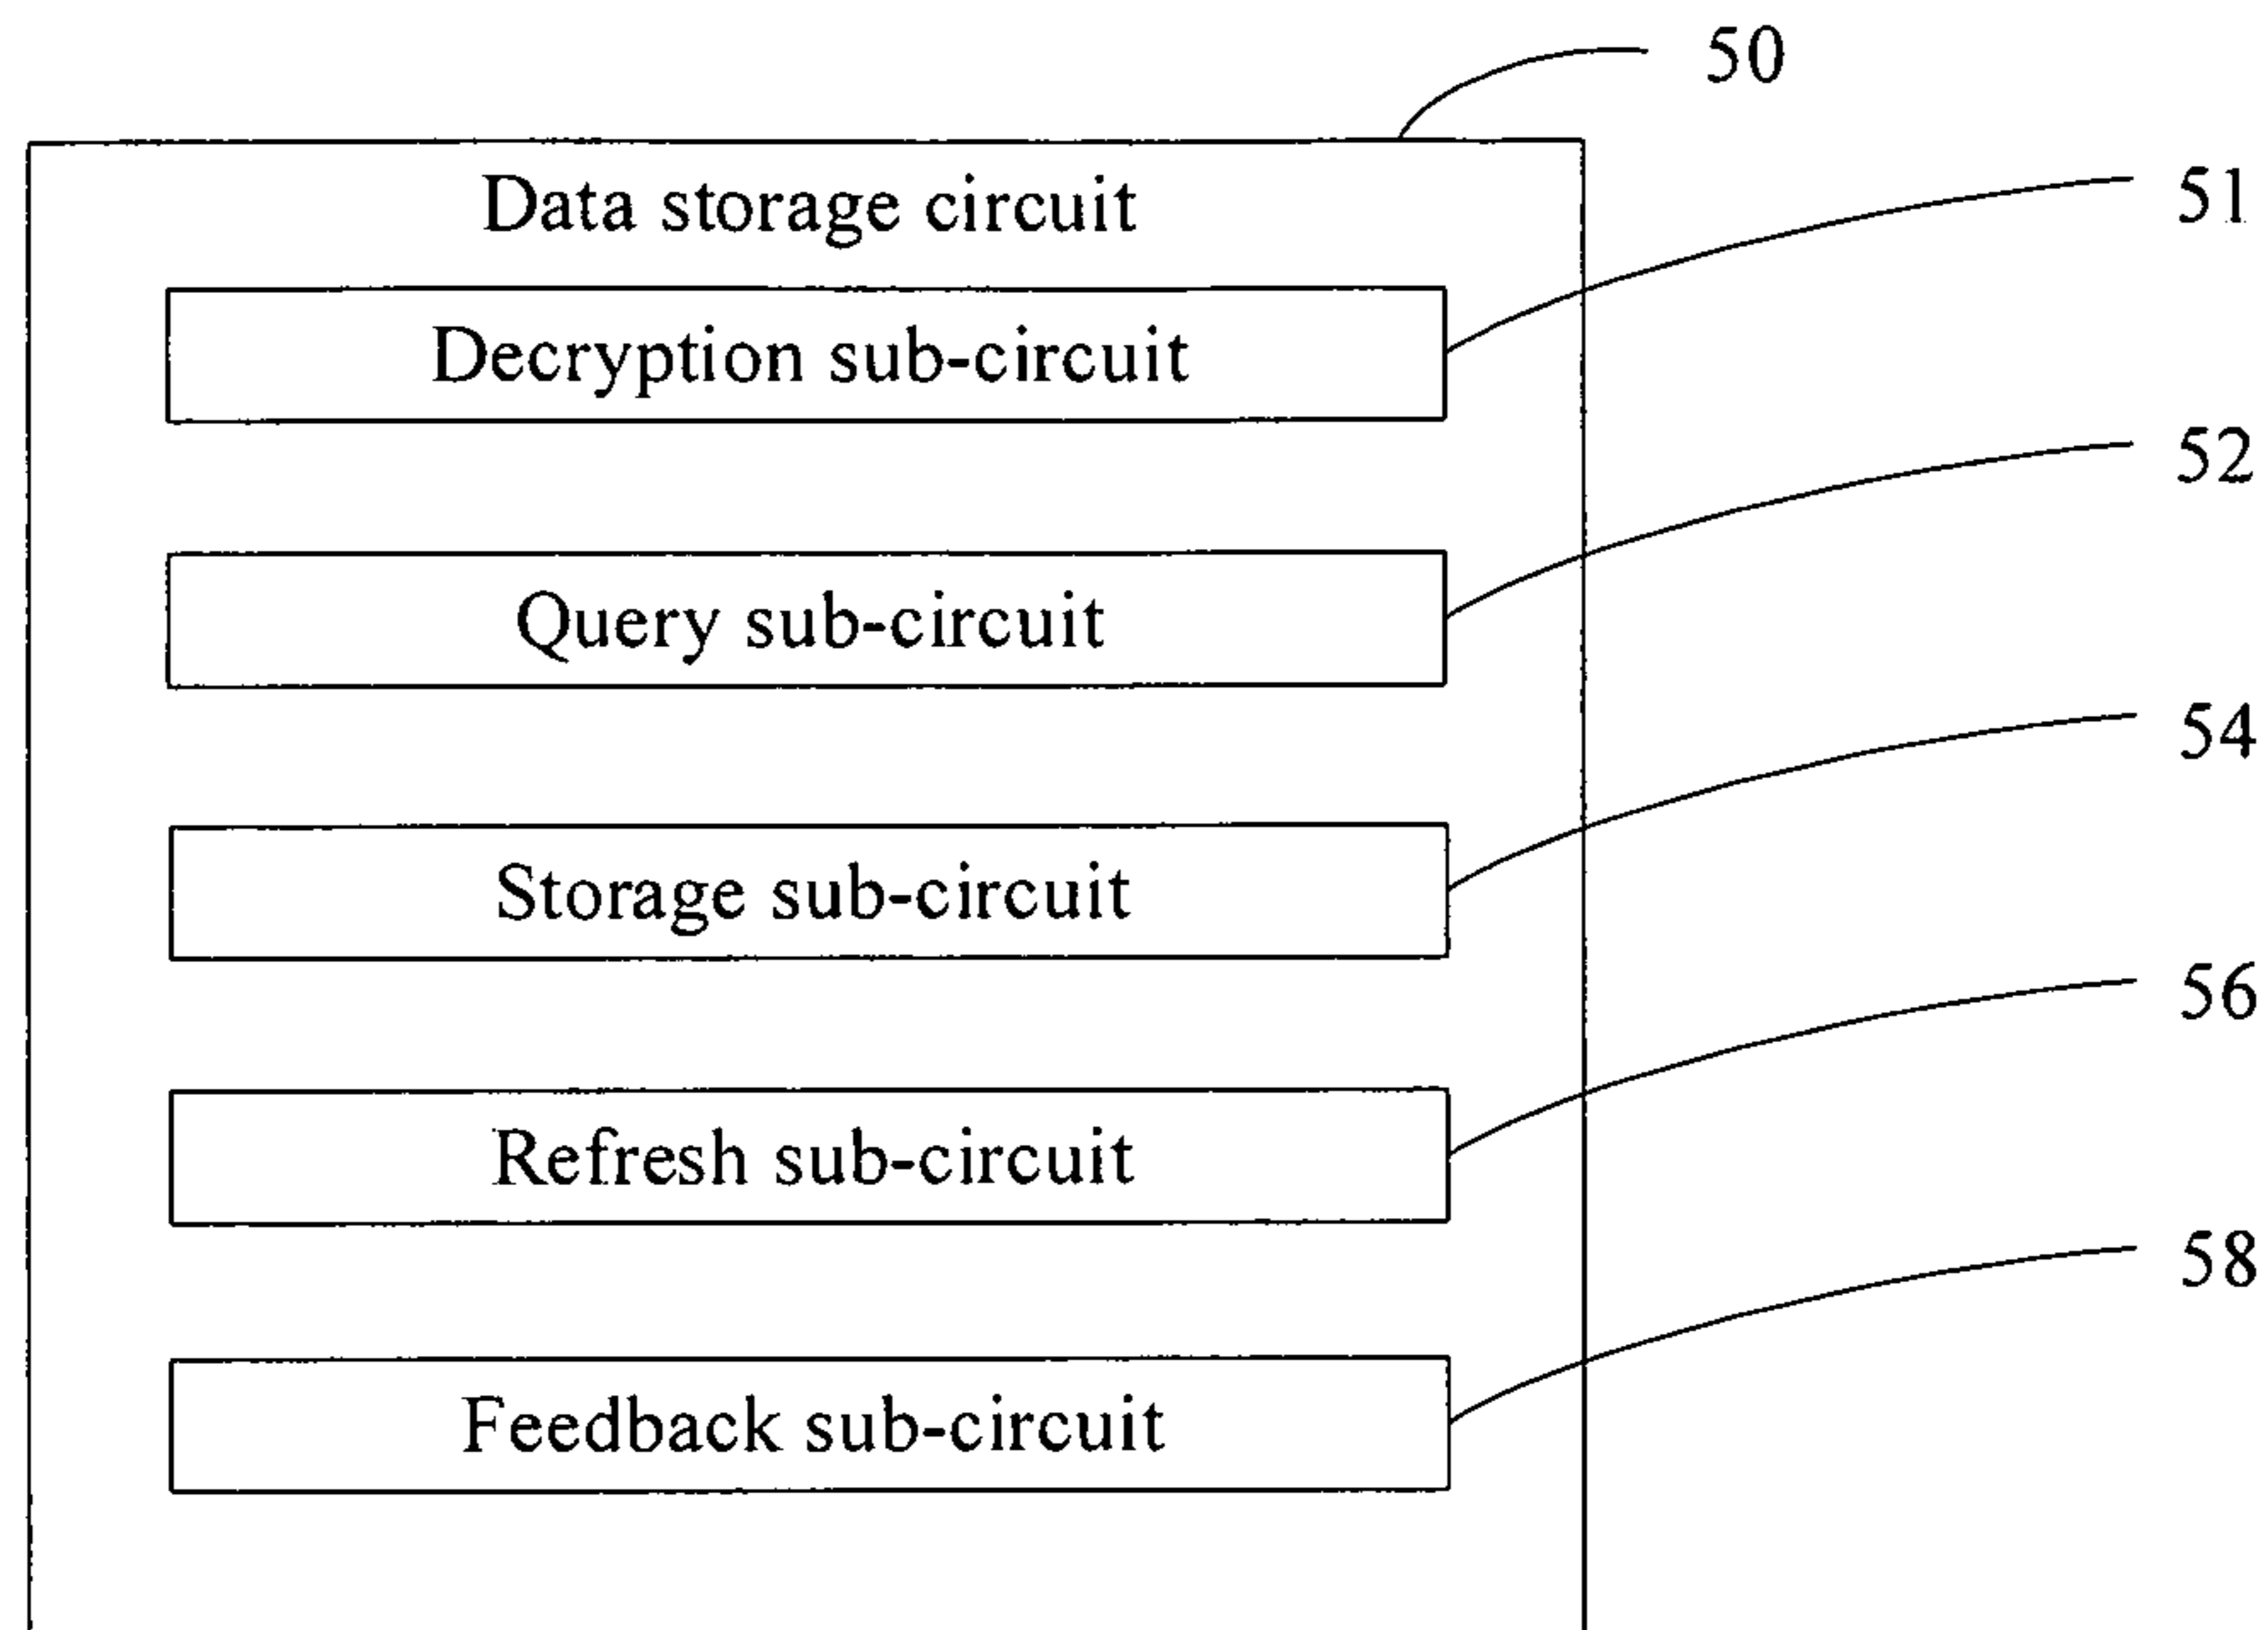 50
Data storage circuit
51
Decryption sub-circuit
52
Query sub-circuit
54
Storage sub-circuit
56
Refresh sub-circuit
58
Feedback sub-circuit